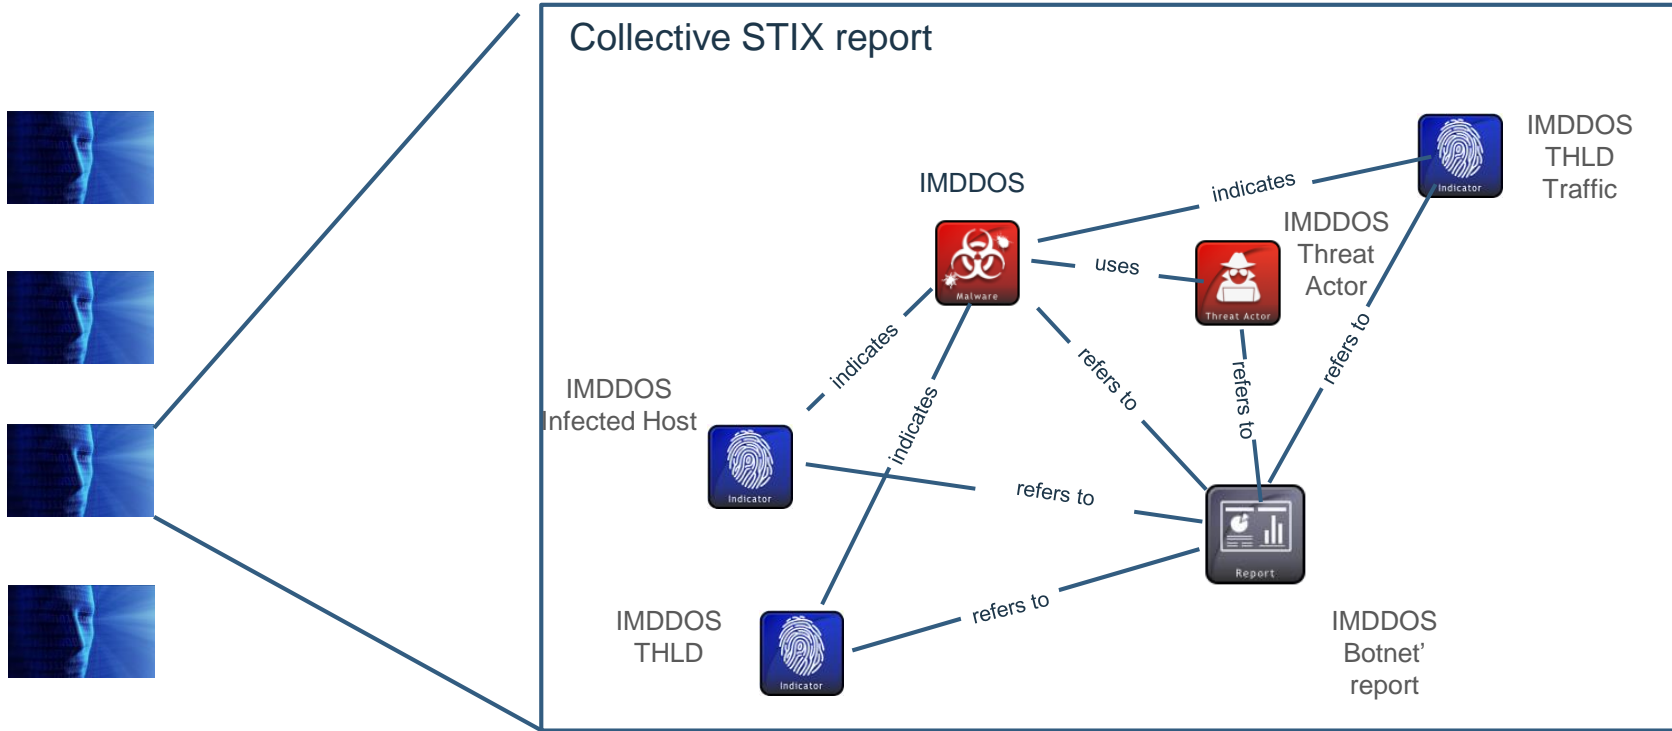 Collective STIX report
IMDDOS
THLD
Traffic
Indicator
IMDDOS
indicates
Malware
uses
IMDDOS
Threat
Actor
Threat Actor
indicates
indicates
refers to
refers to
refers to
IMDDOS
Infected Host
Indicator
refers to
Report
IMDDOS
THLD
Indicator
refers to
IMDDOS
Botnet’
report